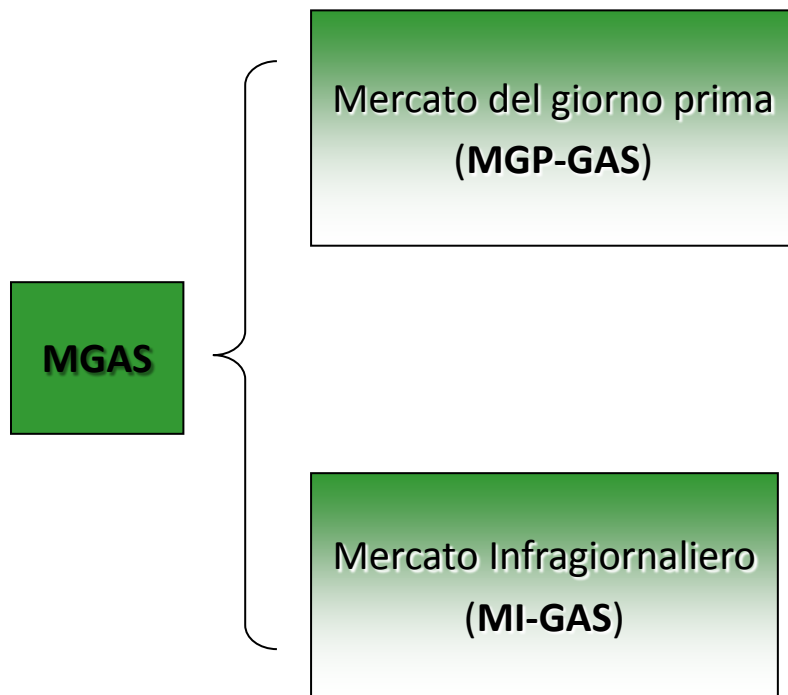 Mercato del giorno prima
(MGP-GAS)
MGAS
Mercato Infragiornaliero
(MI-GAS)